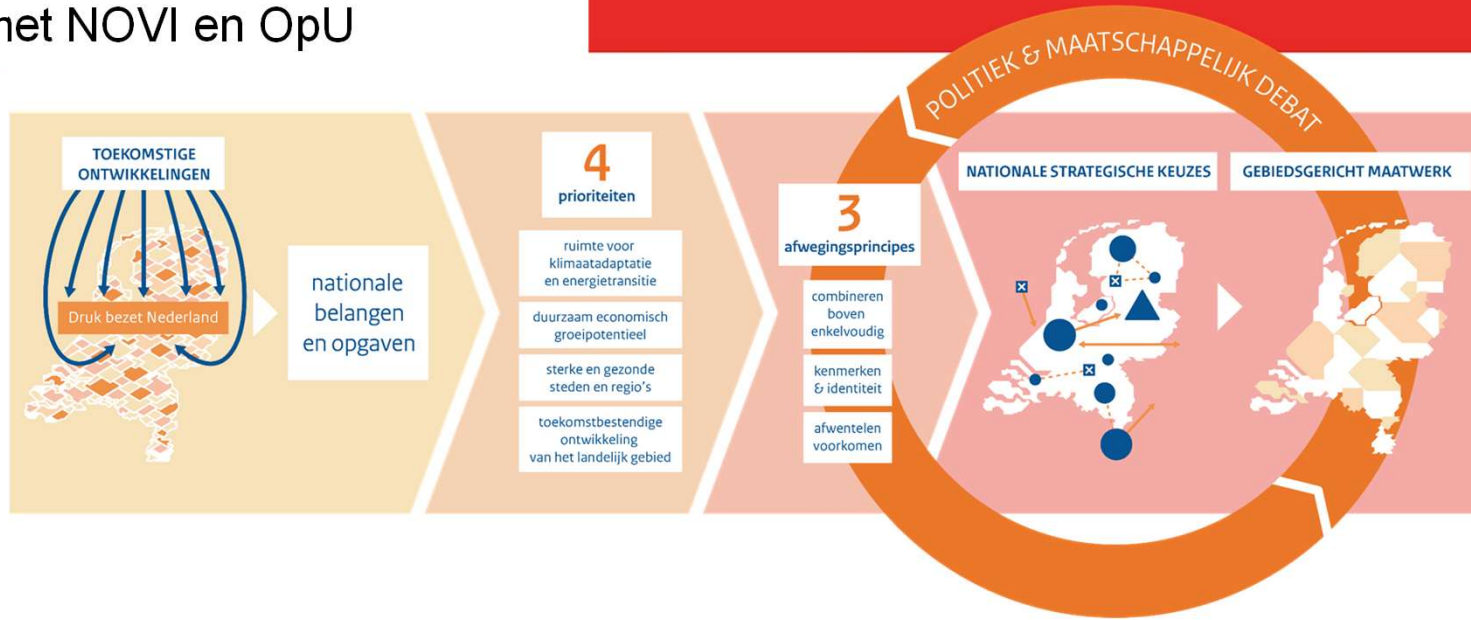 net NOVI en OpU
POLITIEK & MAATSCHAPPELIJK DEBAT
TOEKOMSTIGE
ONTWIKKELINGEN
Druk bezet Nederland
nationale
belangen
en opgaven
4
prioriteiten
ruimte voor
klimaatadaptatie
en energietransitie
duurzaam economisch
groeipotentieel
sterke en gezonde
steden en regio's
toekomstbestendige
ontwikkeling
van het landelijk gebied
3
afwegingsprincipes
combineren
boven
enkelvoudig
kenmerken
& identiteit
afwentelen
voorkomen
NATIONALE STRATEGISCHE KEUZES
GEBIEDSGERICHT MAATWERK